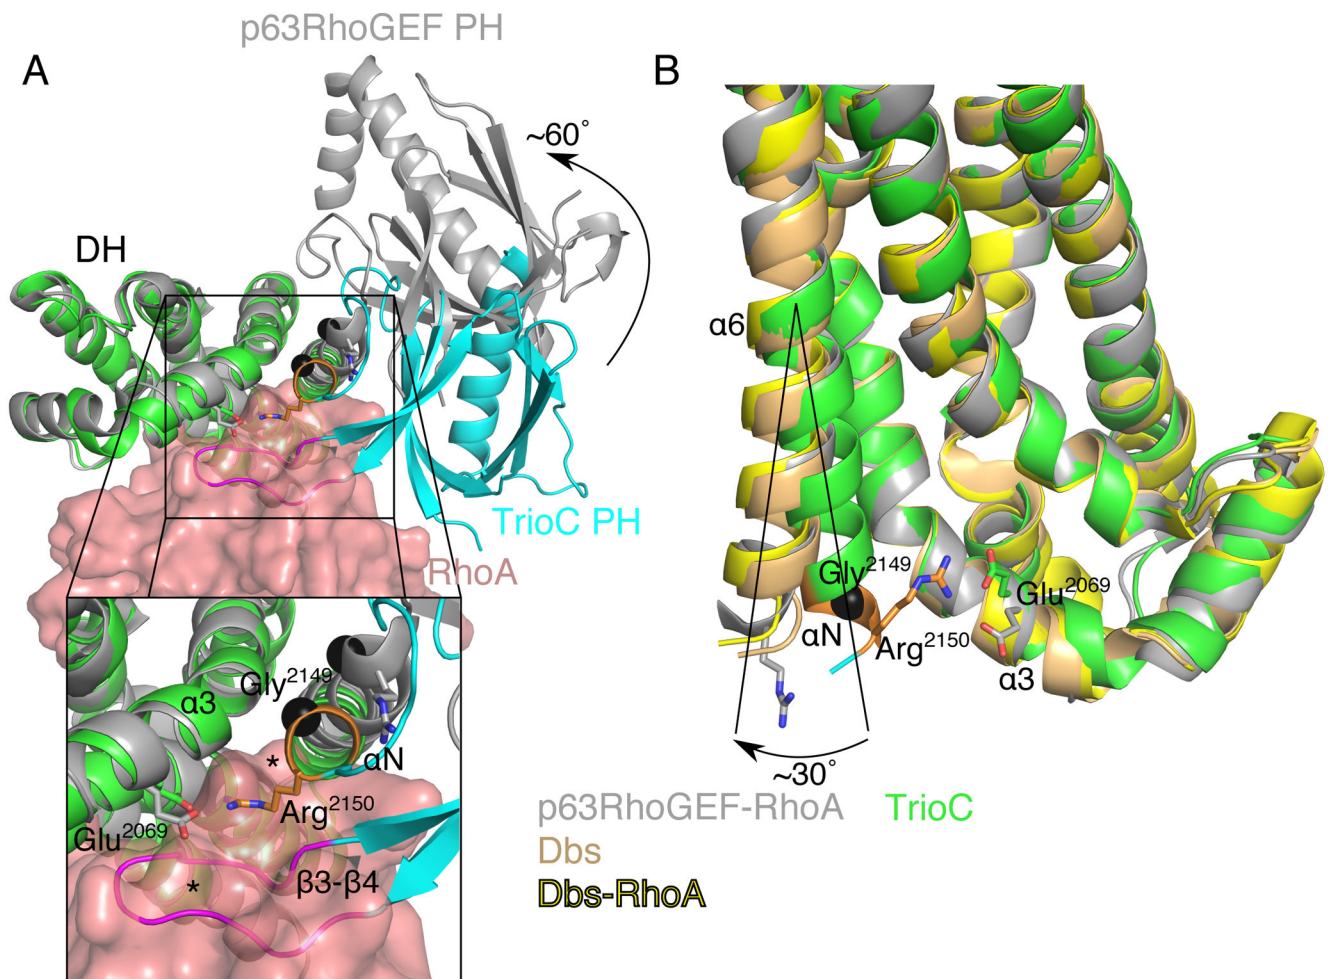 p63RhoGEF PH
A
B
~60°
DH
α6
TrioC PH
RhoA
Gly2149
Glu2069
αN
Arg2150
α3
~30°
Gly2149
α3
*
αN
Arg2150
Glu2069
β3-β4
*
p63RhoGEF-RhoA TrioC
Dbs
Dbs-RhoA